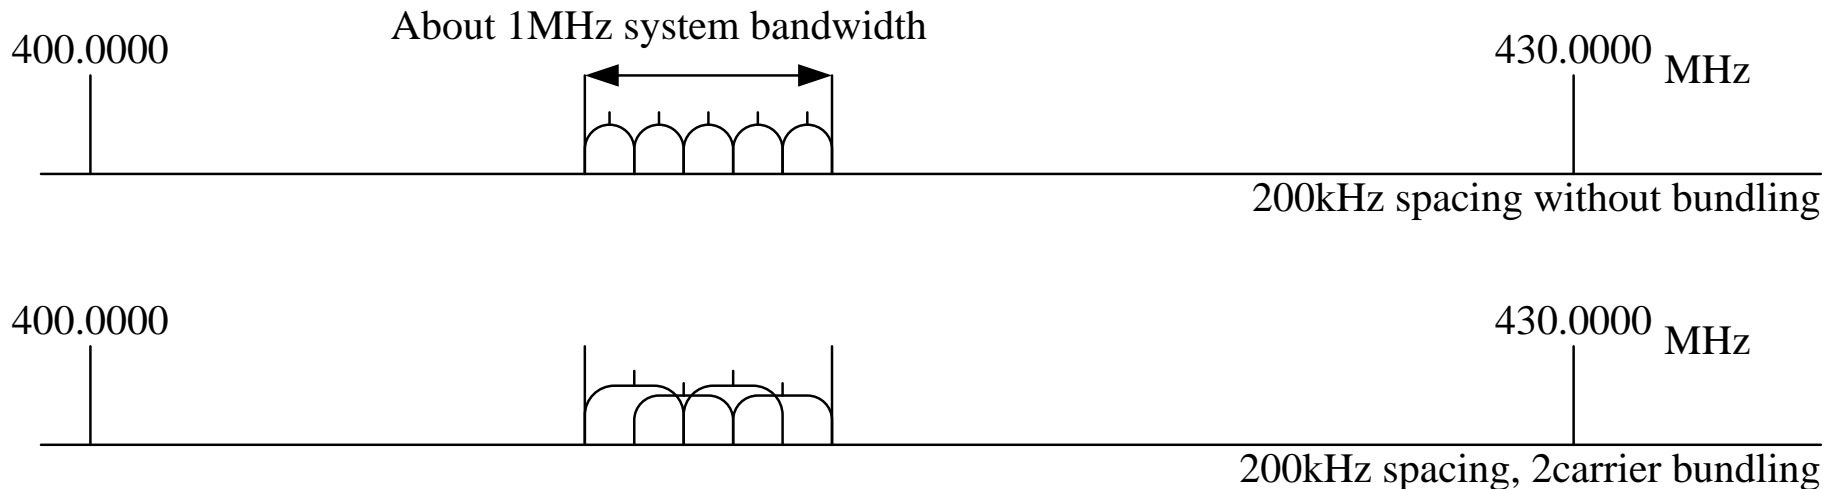 About 1MHz system bandwidth
400.0000
430.0000 MHz
200kHz spacing without bundling
400.0000
430.0000 MHz
200kHz spacing, 2carrier bundling